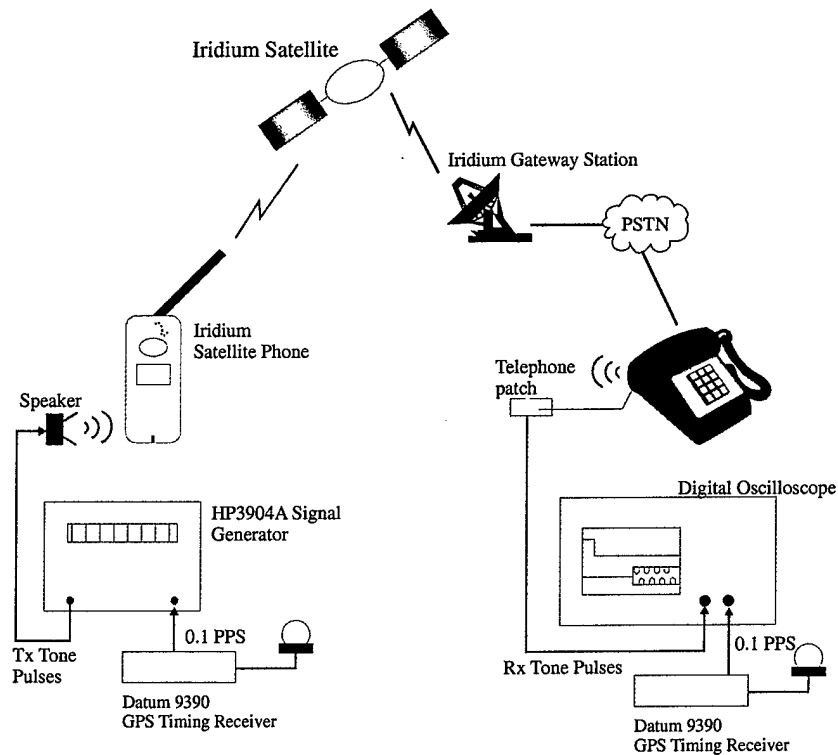 Iridium Satellite
Iridium Gateway Station
PSTN
Iridium
Satellite Phone
Telephone
patch
Speaker
HP3904A Signal
Generator
Digital Oscilloscope
0.1 PPS
Tx Tone
Pulses
Datum 9390
GPS Timing Receiver
0.1 PPS
Rx Tone Pulses
Datum 9390
GPS Timing Receiver